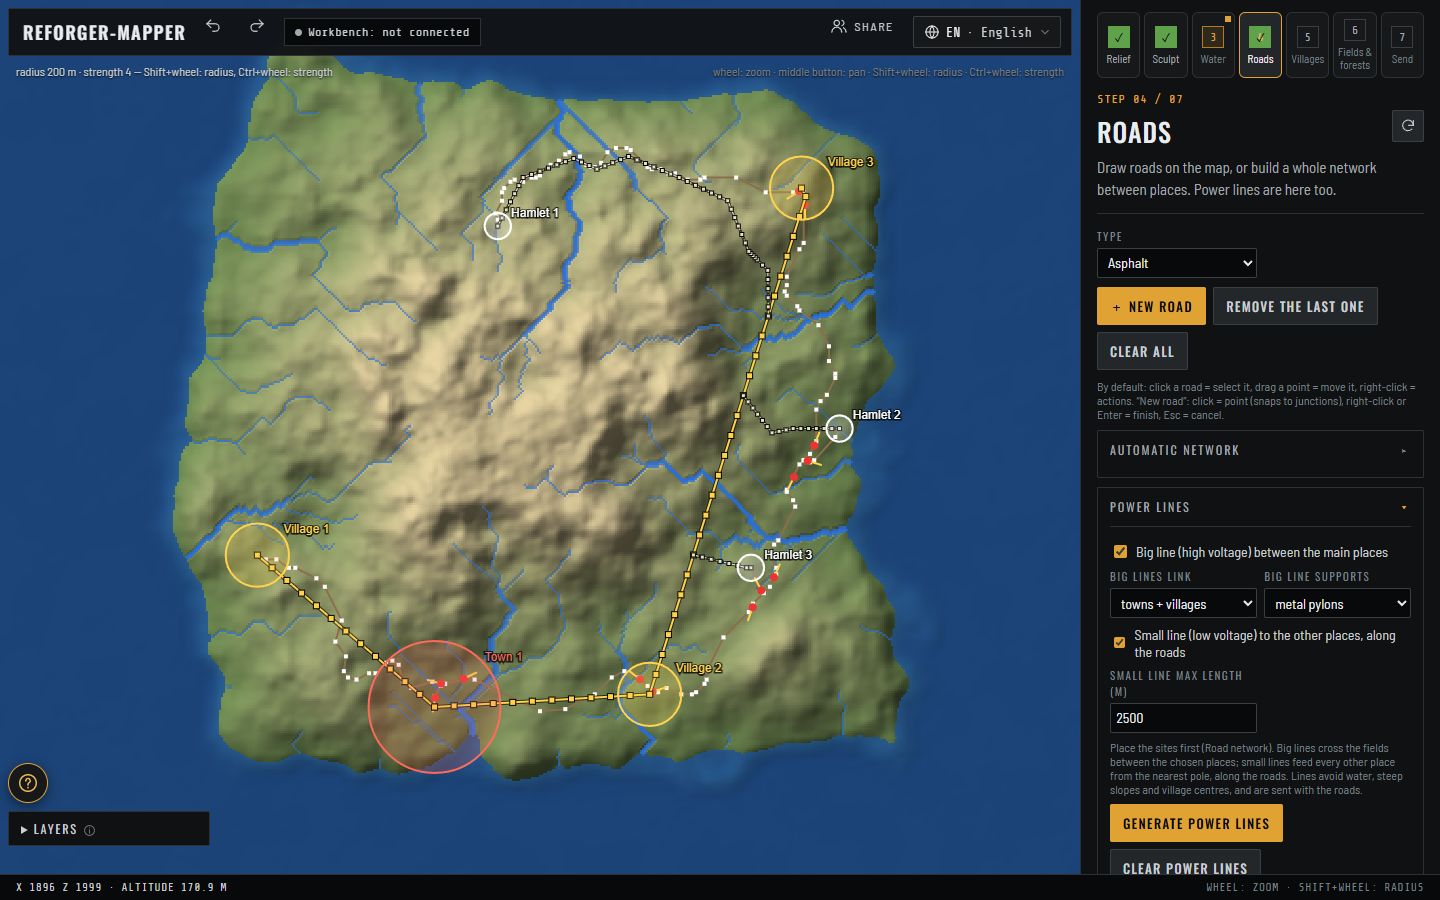 REFORGER-MAPPER
Workbench: not connected
SHARE
EN · English
radius 200 m - strength 4 — Shift+wheel: radius, Ctrl+wheel: strength
wheel: zoom · middle button: pan · Shift+wheel: radius · Ctrl+wheel: strength
Village 3
Hamlet 1
Hamlet 2
Village 1
Hamlet 3
Town 1
Village 2
?
LAYERS
X 1896 Z 1999 · ALTITUDE 170.9 M
WHEEL: ZOOM · SHIFT+WHEEL: RADIUS
Relief
Sculpt
3
Water
Roads
5
Villages
6
Fields &
forests
7
Send
STEP 04 / 07
ROADS
Draw roads on the map, or build a whole network
between places. Power lines are here too.
TYPE
Asphalt
+ NEW ROAD
REMOVE THE LAST ONE
CLEAR ALL
By default: click a road = select it, drag a point = move it, right-click =
actions. "New road": click = point (snaps to junctions), right-click or
Enter = finish, Esc = cancel.
AUTOMATIC NETWORK
POWER LINES
Big line (high voltage) between the main places
BIG LINES LINK
BIG LINE SUPPORTS
towns + villages
metal pylons
Small line (low voltage) to the other places, along
the roads
SMALL LINE MAX LENGTH
(M)
2500
Place the sites first (Road network). Big lines cross the fields
between the chosen places; small lines feed every other place
from the nearest pole, along the roads. Lines avoid water, steep
slopes and village centres, and are sent with the roads.
GENERATE POWER LINES
CLEAR POWER LINES